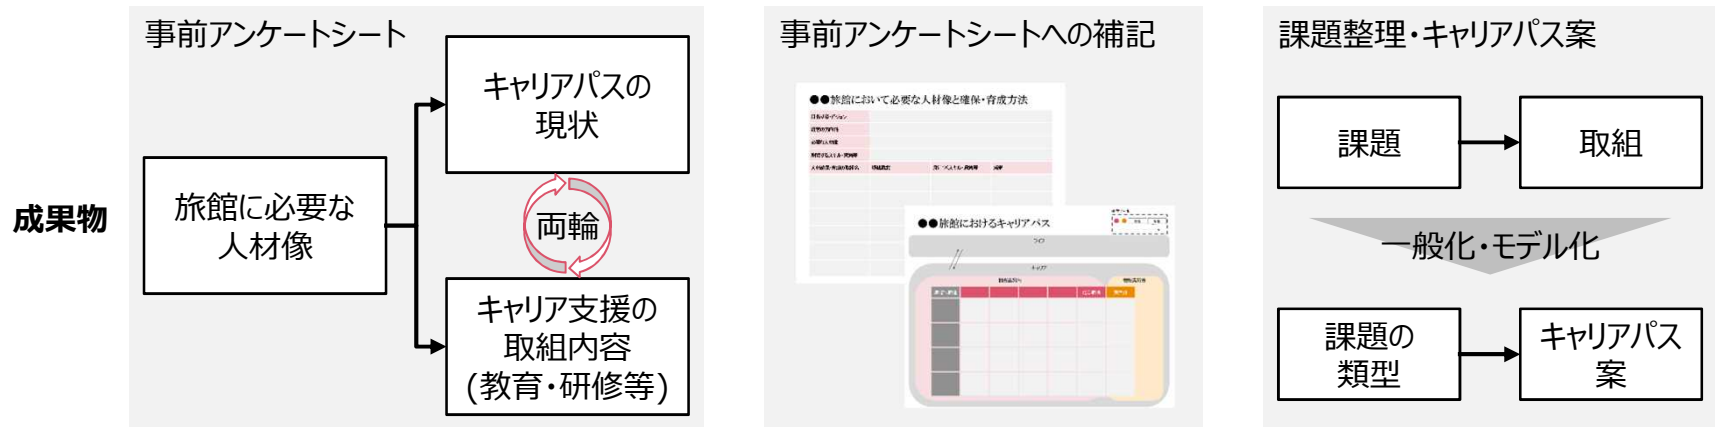 成果物
事前アンケートシート
旅館に必要な
人材像
キャリアパスの
現状
両輪
キャリア支援の
取組内容
(教育・研修等)
事前アンケートシートへの補記
●●旅館において必要な人材像と確保・育成方法
●●旅館におけるキャリアパス
キャリア
課題整理・キャリアパス案
課題
取組
一般化・モデル化
課題の
類型
キャリアパス
案